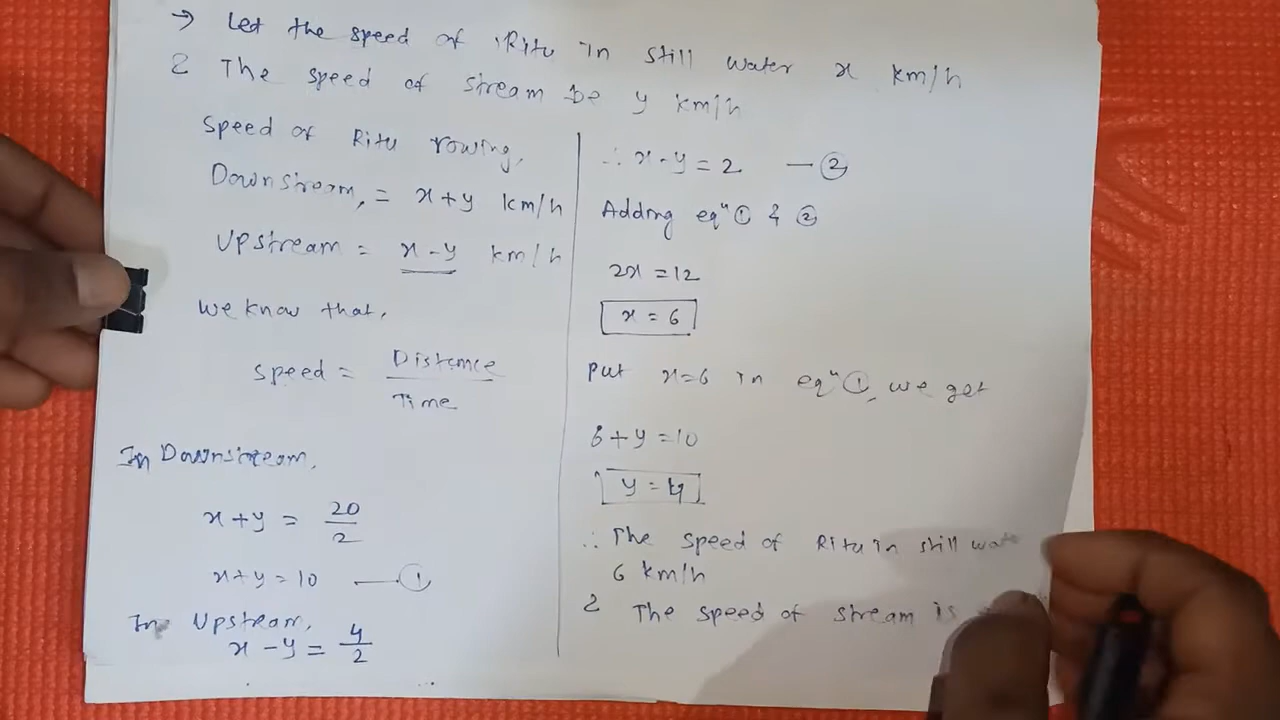 → Let the speed of Ritu in still water x km/h
2 The speed of stream be y km/h
Speed of Ritu rowing,
Downstream, = x+y km/h
Upstream = x-y km/h
We know that,
speed = Distance
Time
In Downstream,
x+y = 20
2
x+y = 10 — ①
In Upstream,
x-y = 4
2
∴ x-y = 2 — ②
Adding eqⁿ ① & ②
2x = 12
x = 6
put x=6 in eqⁿ ①, we get
6+y = 10
y = 4
∴ The speed of Ritu in still
6 km/h
2 The speed of stream is